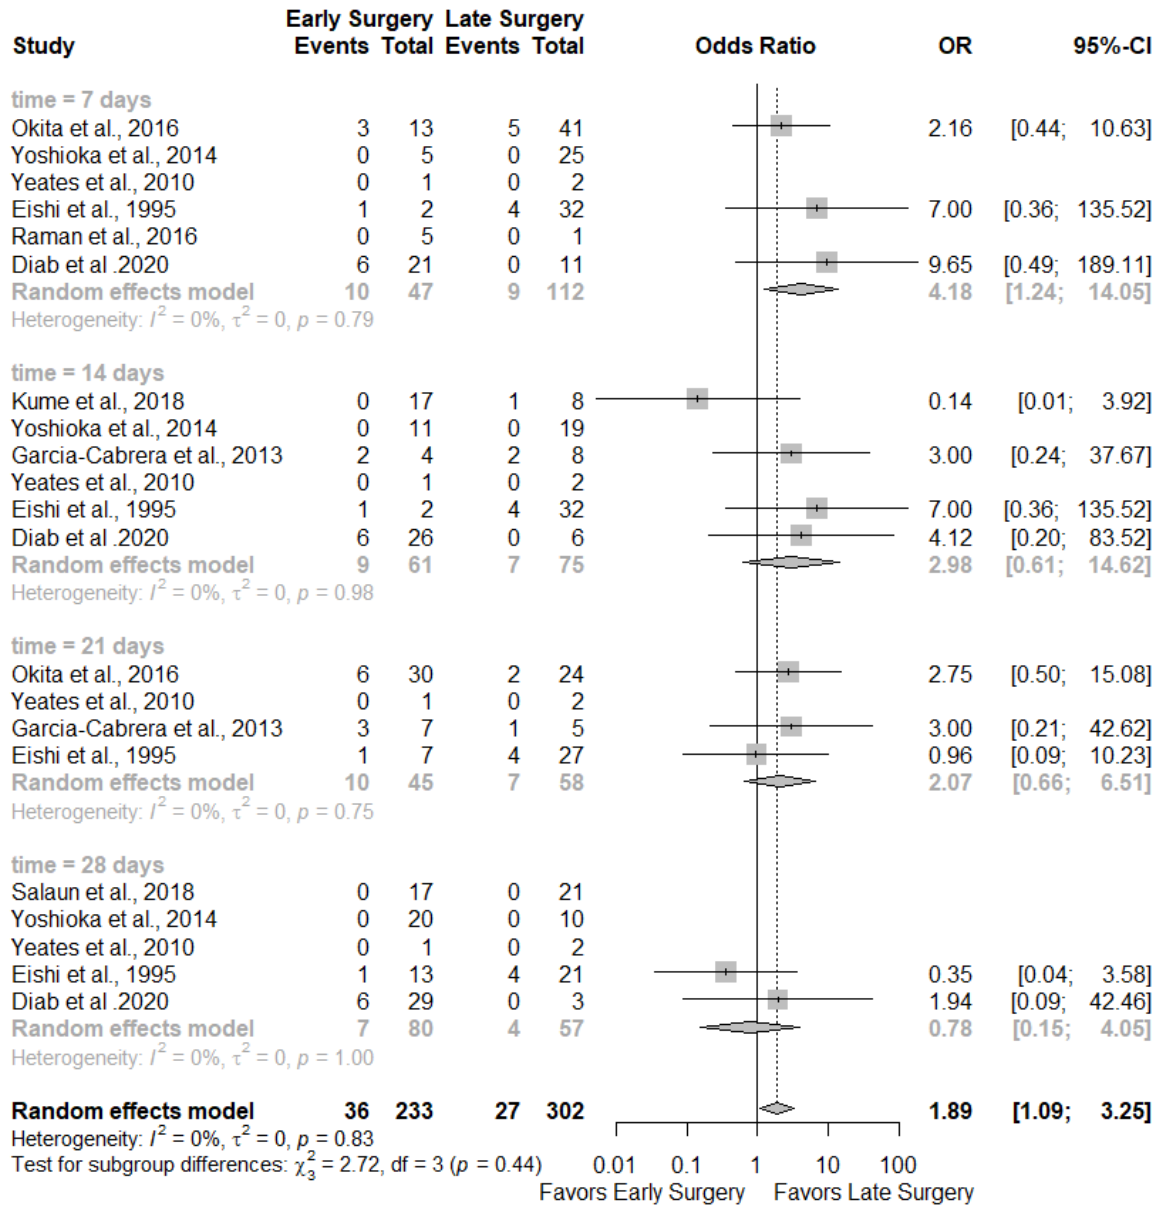 Early Surgery Late Surgery
Study Events Total Events Total Odds Ratio OR 95%-CI
time = 7 days
Okita et al., 2016 3 13 5 41 2.16 [0.44; 10.63]
Yoshioka et al., 2014 0 5 0 25
Yeates et al., 2010 0 1 0 2
Eishi et al., 1995 1 2 4 32 7.00 [0.36; 135.52]
Raman et al., 2016 0 5 0 1
Diab et al .2020 6 21 0 11 9.65 [0.49; 189.11]
Random effects model 10 47 9 112 4.18 [1.24; 14.05]
Heterogeneity: I² = 0%, τ² = 0, p = 0.79
time = 14 days
Kume et al., 2018 0 17 1 8 0.14 [0.01; 3.92]
Yoshioka et al., 2014 0 11 0 19
Garcia-Cabrera et al., 2013 2 4 2 8 3.00 [0.24; 37.67]
Yeates et al., 2010 0 1 0 2
Eishi et al., 1995 1 2 4 32 7.00 [0.36; 135.52]
Diab et al .2020 6 26 0 6 4.12 [0.20; 83.52]
Random effects model 9 61 7 75 2.98 [0.61; 14.62]
Heterogeneity: I² = 0%, τ² = 0, p = 0.98
time = 21 days
Okita et al., 2016 6 30 2 24 2.75 [0.50; 15.08]
Yeates et al., 2010 0 1 0 2
Garcia-Cabrera et al., 2013 3 7 1 5 3.00 [0.21; 42.62]
Eishi et al., 1995 1 7 4 27 0.96 [0.09; 10.23]
Random effects model 10 45 7 58 2.07 [0.66; 6.51]
Heterogeneity: I² = 0%, τ² = 0, p = 0.75
time = 28 days
Salaun et al., 2018 0 17 0 21
Yoshioka et al., 2014 0 20 0 10
Yeates et al., 2010 0 1 0 2
Eishi et al., 1995 1 13 4 21 0.35 [0.04; 3.58]
Diab et al .2020 6 29 0 3 1.94 [0.09; 42.46]
Random effects model 7 80 4 57 0.78 [0.15; 4.05]
Heterogeneity: I² = 0%, τ² = 0, p = 1.00
Random effects model 36 233 27 302 1.89 [1.09; 3.25]
Heterogeneity: I² = 0%, τ² = 0, p = 0.83
Test for subgroup differences: χ²₃ = 2.72, df = 3 (p = 0.44) 0.01 0.1 1 10 100
Favors Early Surgery Favors Late Surgery